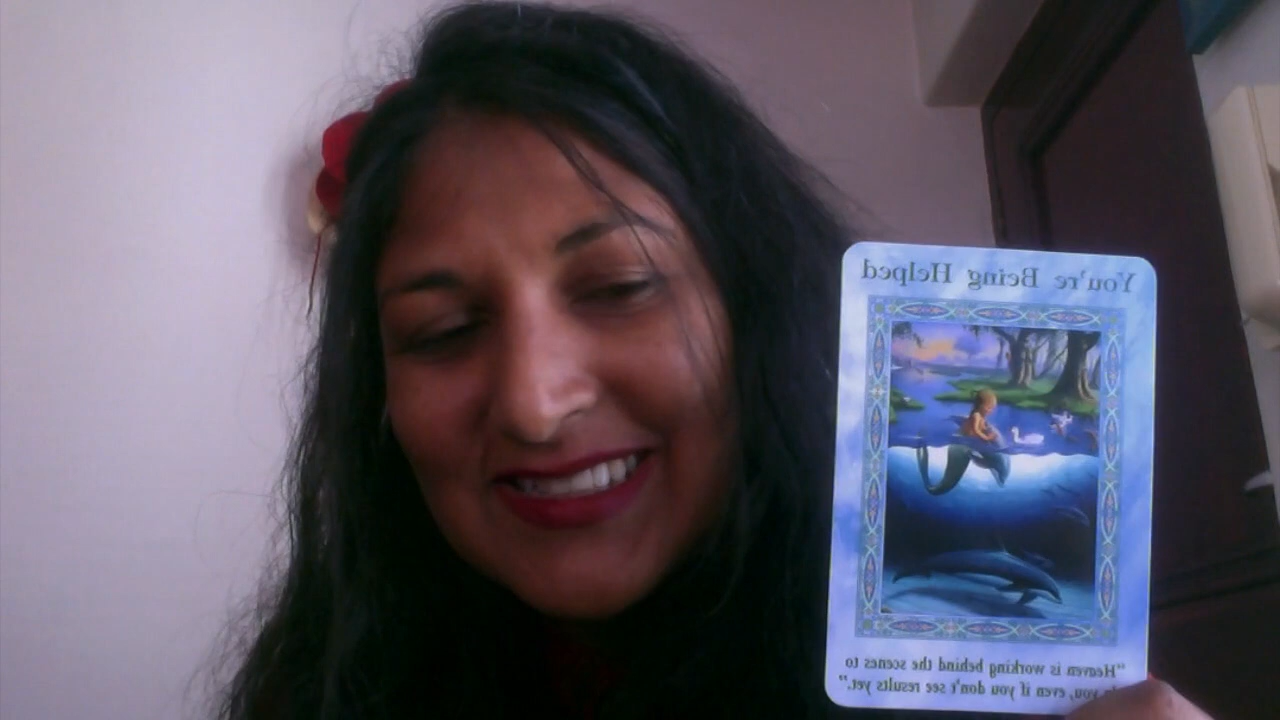 You're Being Helped
"Heaven is working behind the scenes to
you, even if you don't see results yet."